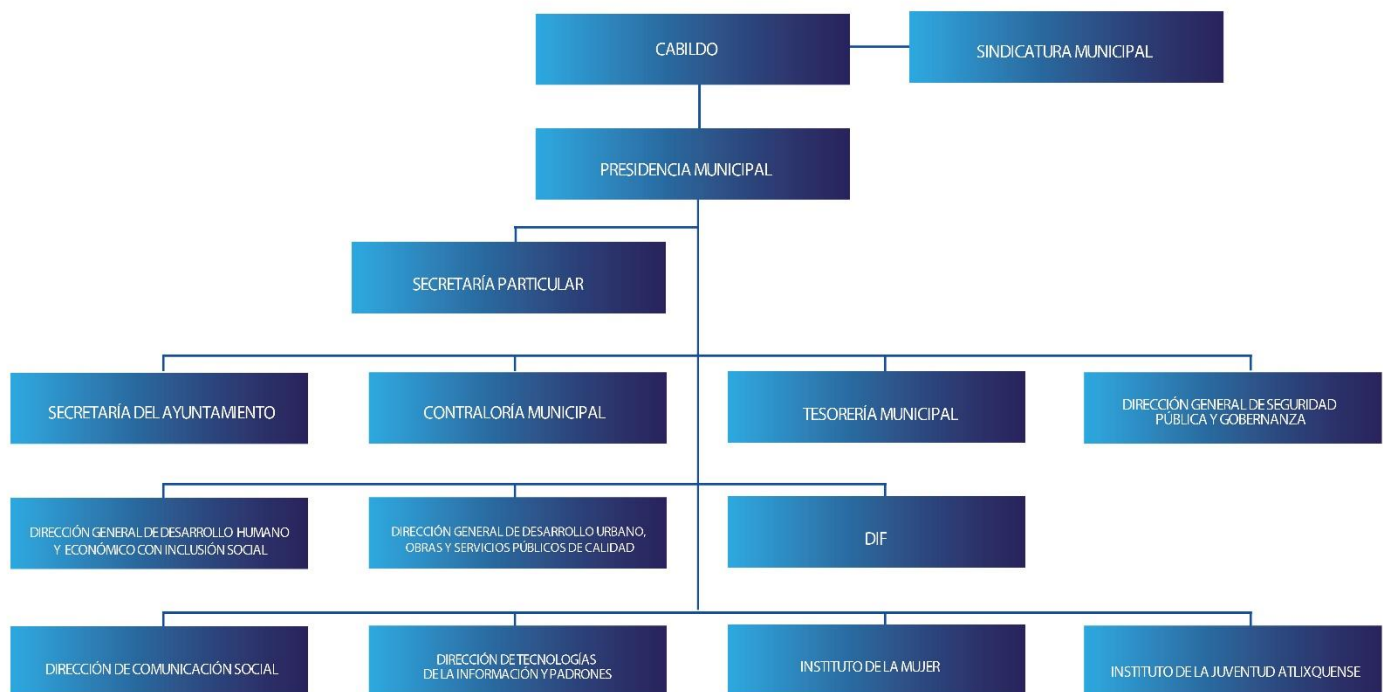 CABILDO
SINDICATURA MUNICIPAL
PRESIDENCIA MUNICIPAL
SECRETARÍA PARTICULAR
SECRETARÍA DEL AYUNTAMIENTO
CONTRALORÍA MUNICIPAL
TESORERÍA MUNICIPAL
DIRECCIÓN GENERAL DE SEGURIDAD
PÚBLICA Y GOBERNANZA
DIRECCIÓN GENERAL DE DESARROLLO HUMANO
Y ECONÓMICO CON INCLUSIÓN SOCIAL
DIRECCIÓN GENERAL DE DESARROLLO URBANO,
OBRAS Y SERVICIOS PÚBLICOS DE CALIDAD
DIF
DIRECCIÓN DE COMUNICACIÓN SOCIAL
DIRECCIÓN DE TECNOLOGÍAS
DE LA INFORMACIÓN Y PADRONES
INSTITUTO DE LA MUJER
INSTITUTO DE LA JUVENTUD ATLIXQUENSE